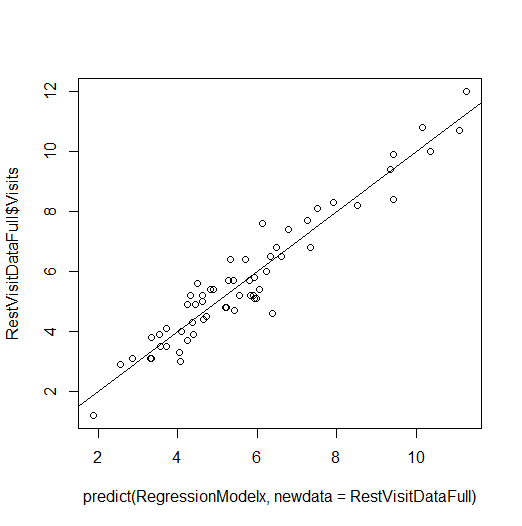 RestVisitDataFull$Visits
12
10
8
6
4
2
2 4 6 8 10
predict(RegressionModelx, newdata = RestVisitDataFull)